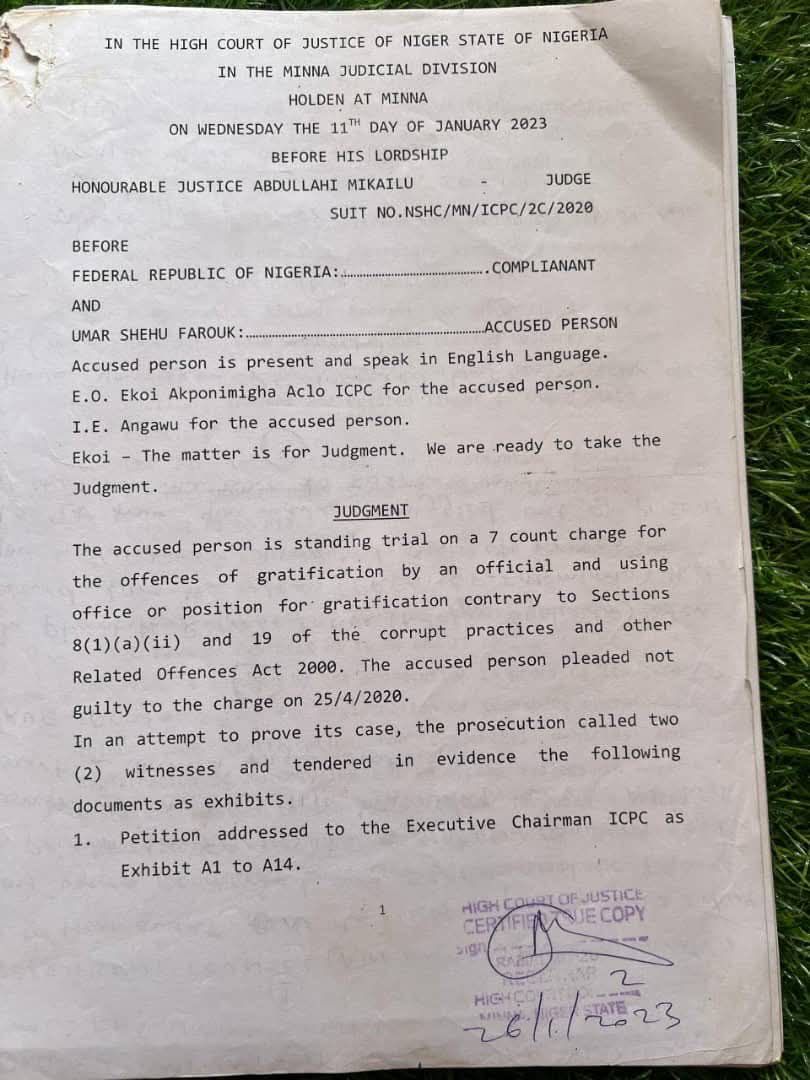 IN THE HIGH COURT OF JUSTICE OF NIGER STATE OF NIGERIA
IN THE MINNA JUDICIAL DIVISION
HOLDEN AT MINNA
ON WEDNESDAY THE 11TH DAY OF JANUARY 2023
BEFORE HIS LORDSHIP
HONOURABLE JUSTICE ABDULLAHI MIKAILU - JUDGE
SUIT NO.NSHC/MN/ICPC/2C/2020
BEFORE
FEDERAL REPUBLIC OF NIGERIA:..............................................COMPLIANANT
AND
UMAR SHEHU FAROUK:..............................................................ACCUSED PERSON
Accused person is present and speak in English Language.
E.O. Ekoi Akponimigha Aclo ICPC for the accused person.
I.E. Angawu for the accused person.
Ekoi – The matter is for Judgment. We are ready to take the
Judgment.
JUDGMENT
The accused person is standing trial on a 7 count charge for
the offences of gratification by an official and using
office or position for gratification contrary to Sections
8(1)(a)(ii) and 19 of the corrupt practices and other
Related Offences Act 2000. The accused person pleaded not
guilty to the charge on 25/4/2020.
In an attempt to prove its case, the prosecution called two
(2) witnesses and tendered in evidence the following
documents as exhibits.
1. Petition addressed to the Executive Chairman ICPC as
Exhibit A1 to A14.
1
HIGH COURT OF JUSTICE
CERTIFIED TRUE COPY
Sign
REGISTRAR 2
HIGH COURT
MINNA, NIGER STATE
26/1/2023